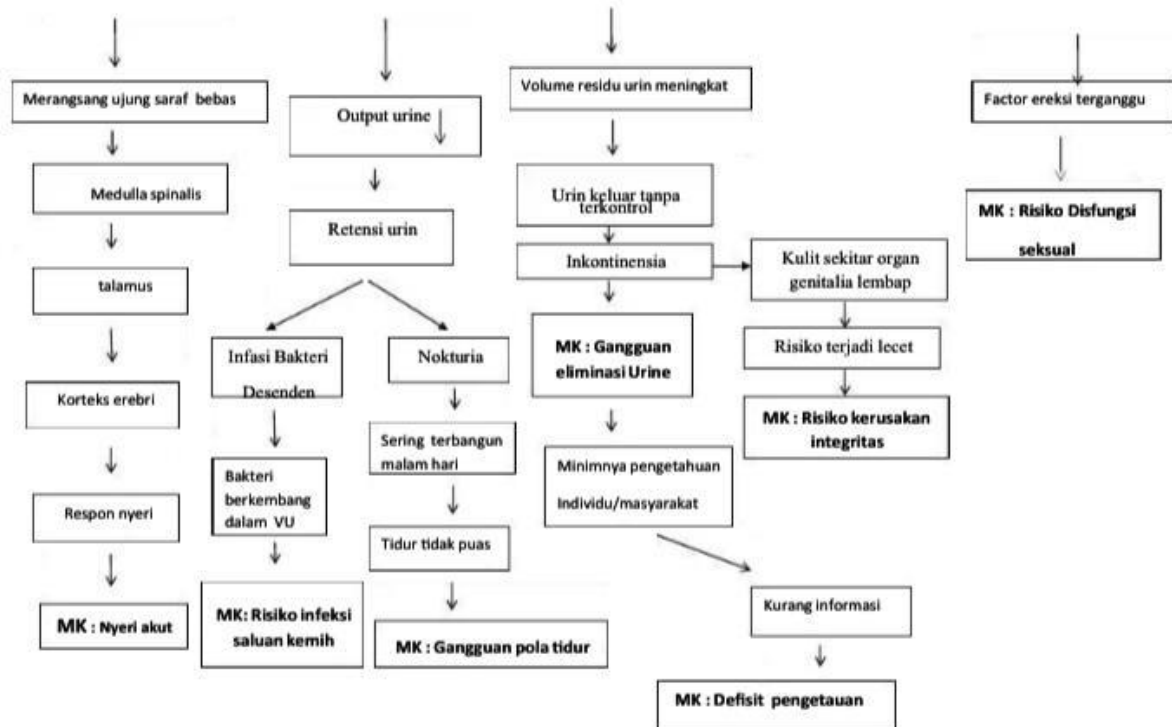 Merangsang ujung saraf bebas
Medulla spinalis
talamus
Korteks erebri
Respon nyeri
MK : Nyeri akut
Output urine
Retensi urin
Infasi Bakteri
Desenden
Bakteri
berkembang
dalam VU
MK: Risiko infeksi
saluan kemih
Nokturia
Sering terbangun
malam hari
Tidur tidak puas
MK : Gangguan pola tidur
Volume residu urin meningkat
Urin keluar tanpa
terkontrol
Inkontinensia
MK : Gangguan
eliminasi Urine
Minimnya pengetahuan
Individu/masyarakat
Kurang informasi
MK : Defisit pengetauan
Kulit sekitar organ
genitalia lembap
Risiko terjadi lecet
MK : Risiko kerusakan
integritas
Factor ereksi terganggu
MK : Risiko Disfungsi
seksual